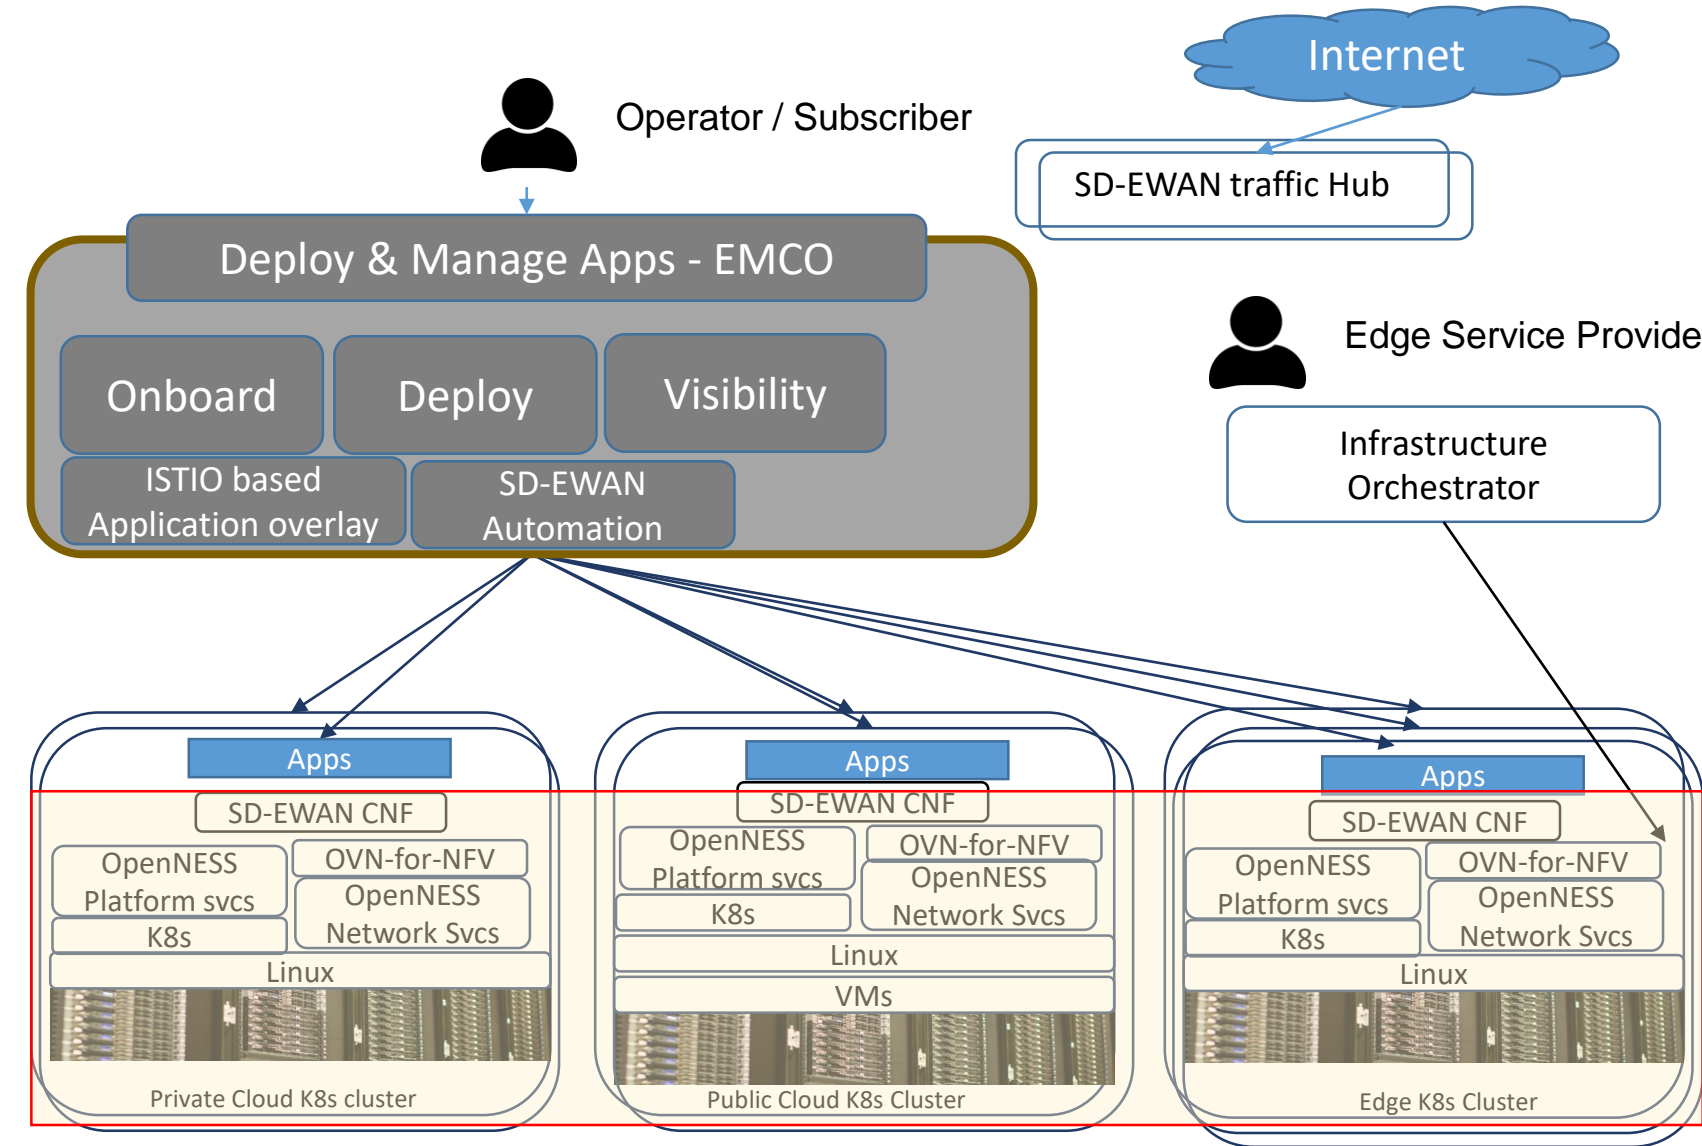 Internet
Operator / Subscriber
SD-EWAN traffic Hub
Deploy & Manage Apps - EMCO
Edge Service Provide
Onboard
Deploy
Visibility
Infrastructure
Orchestrator
ISTIO based
Application overlay
SD-EWAN
Automation
Apps
SD-EWAN CNF
OpenNESS
Platform svcs
OVN-for-NFV
OpenNESS
Network Svcs
K8s
Linux
Private Cloud K8s cluster
Apps
SD-EWAN CNF
OpenNESS
Platform svcs
OVN-for-NFV
OpenNESS
Network Svcs
K8s
Linux
VMs
Public Cloud K8s Cluster
Apps
SD-EWAN CNF
OpenNESS
Platform svcs
OVN-for-NFV
OpenNESS
Network Svcs
K8s
Linux
Edge K8s Cluster